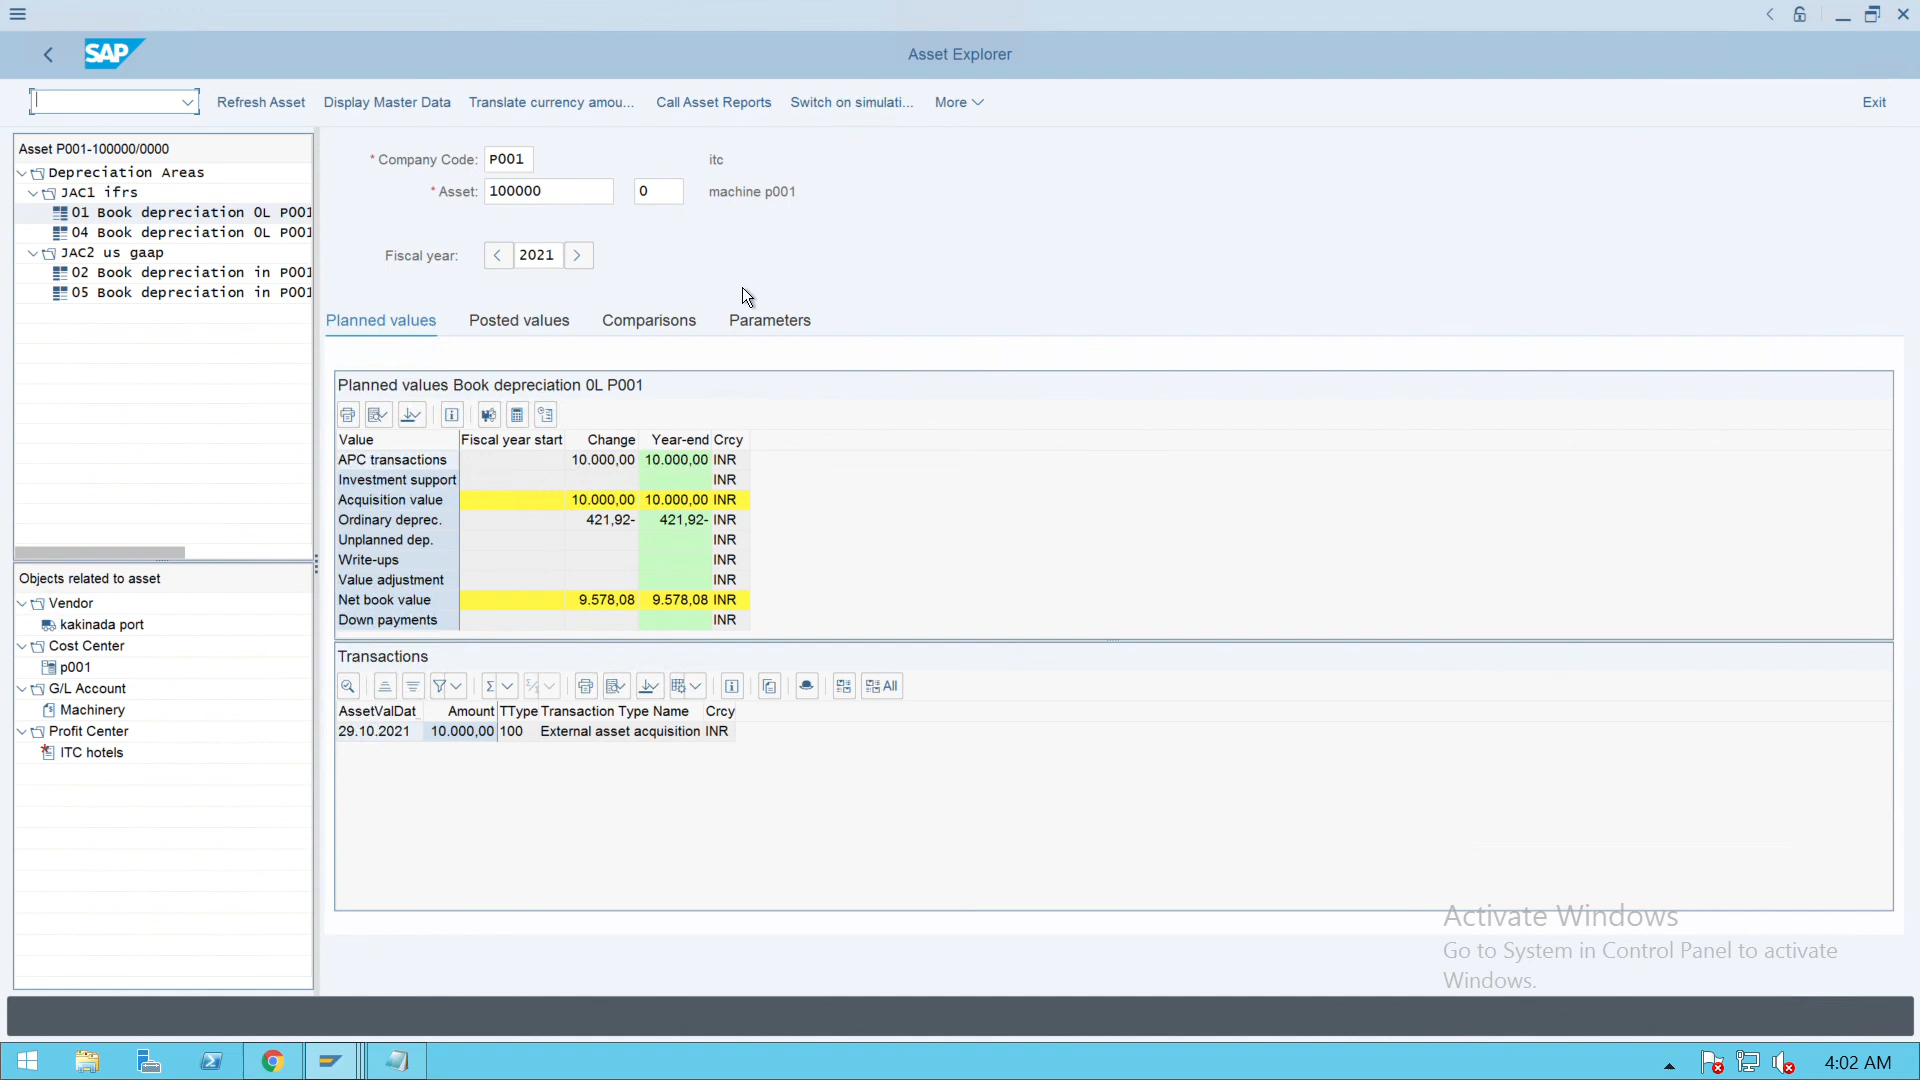 SAP
Asset Explorer
Refresh Asset Display Master Data Translate currency amou... Call Asset Reports Switch on simulati... More Exit
Asset P001-100000/0000
Depreciation Areas
JAC1 ifrs
01 Book depreciation 0L P001
04 Book depreciation 0L P001
JAC2 us gaap
02 Book depreciation in P001
05 Book depreciation in P001
Objects related to asset
Vendor
kakinada port
Cost Center
p001
G/L Account
Machinery
Profit Center
ITC hotels
* Company Code: P001 itc
* Asset: 100000 0 machine p001
Fiscal year: 2021
Planned values Posted values Comparisons Parameters
Planned values Book depreciation 0L P001
Value Fiscal year start Change Year-end Crcy
APC transactions 10.000,00 10.000,00 INR
Investment support INR
Acquisition value 10.000,00 10.000,00 INR
Ordinary deprec. 421,92- 421,92- INR
Unplanned dep. INR
Write-ups INR
Value adjustment INR
Net book value 9.578,08 9.578,08 INR
Down payments INR
Transactions
All
AssetValDat Amount TType Transaction Type Name Crcy
29.10.2021 10.000,00 100 External asset acquisition INR
Activate Windows
Go to System in Control Panel to activate
Windows.
4:02 AM